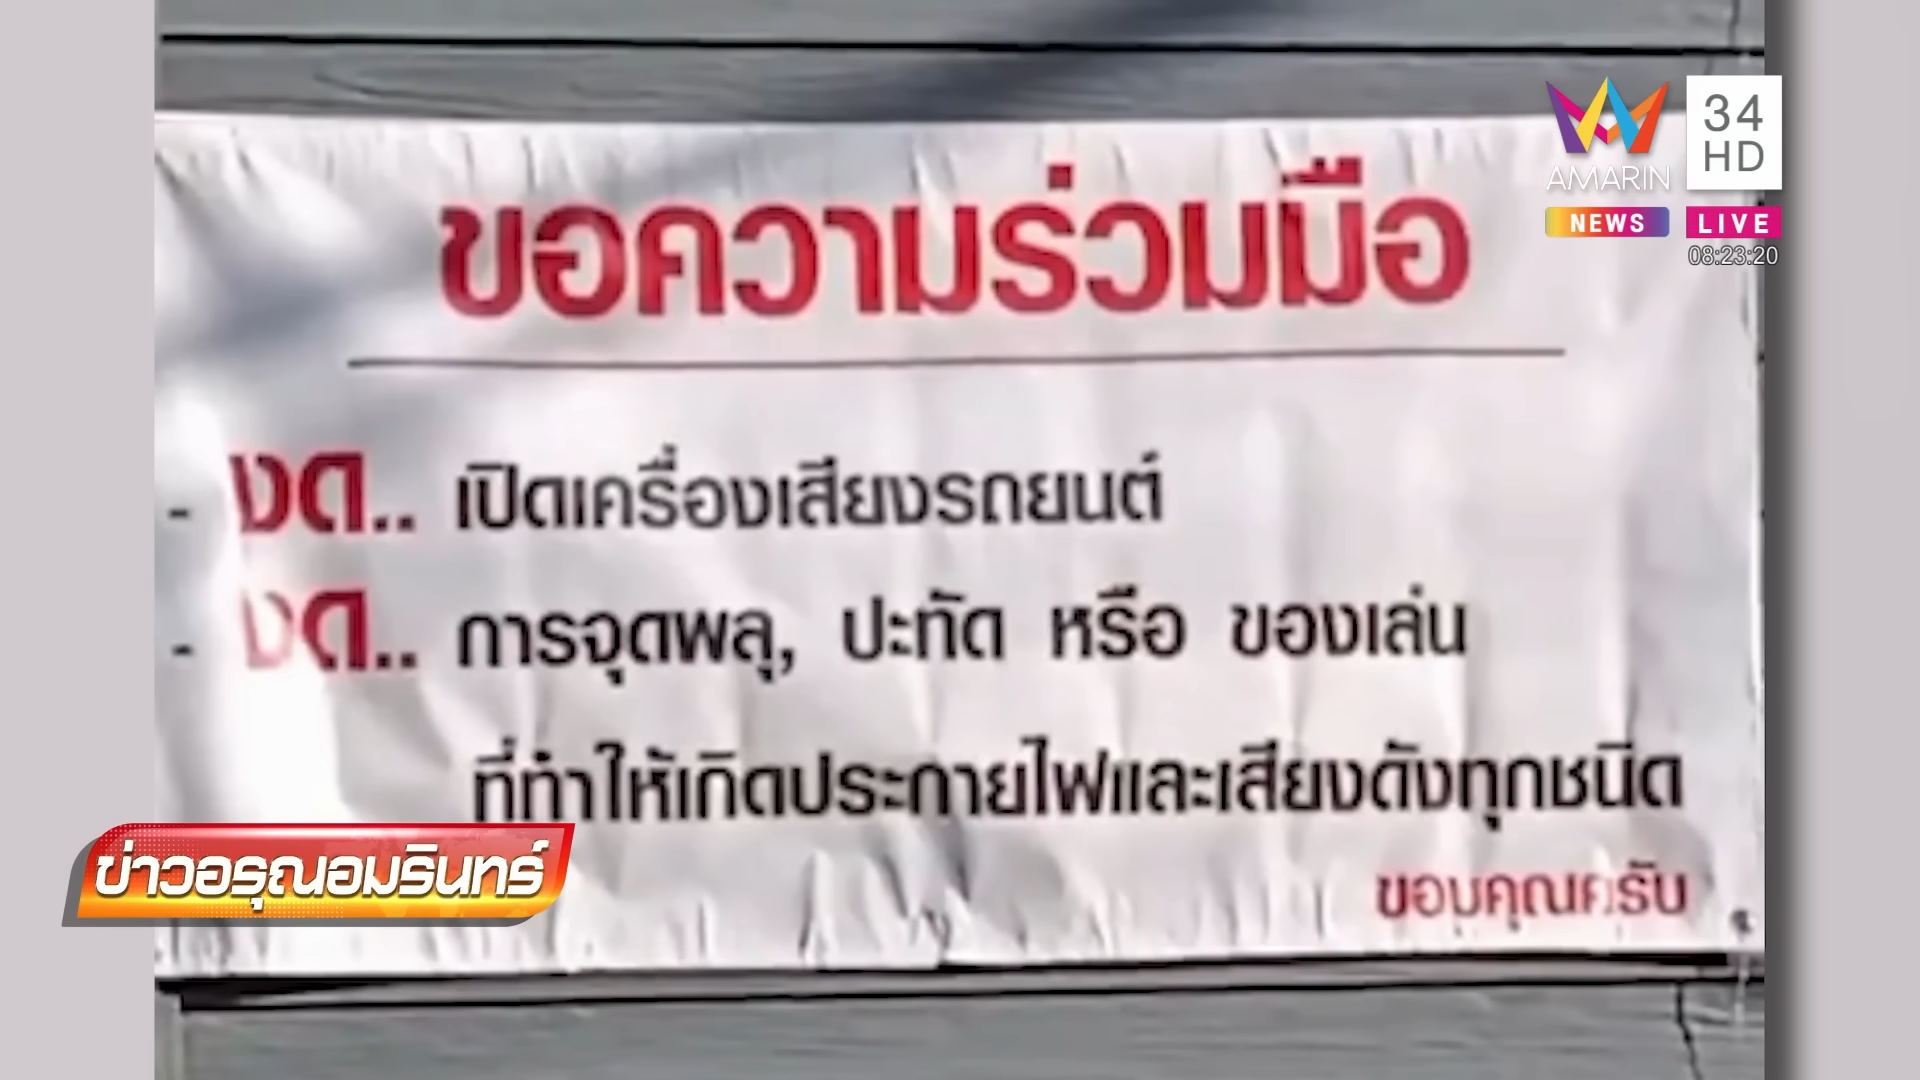 ขอความร่วมมือ
- งด.. เปิดเครื่องเสียงรถยนต์
- งด.. การจุดพลุ, ปะทัด หรือ ของเล่น
ที่ทำให้เกิดประกายไฟและเสียงดังทุกชนิด
ขอบคุณครับ
ข่าวอรุณอมรินทร์
AMARIN
34
HD
NEWS
LIVE
08:23:20